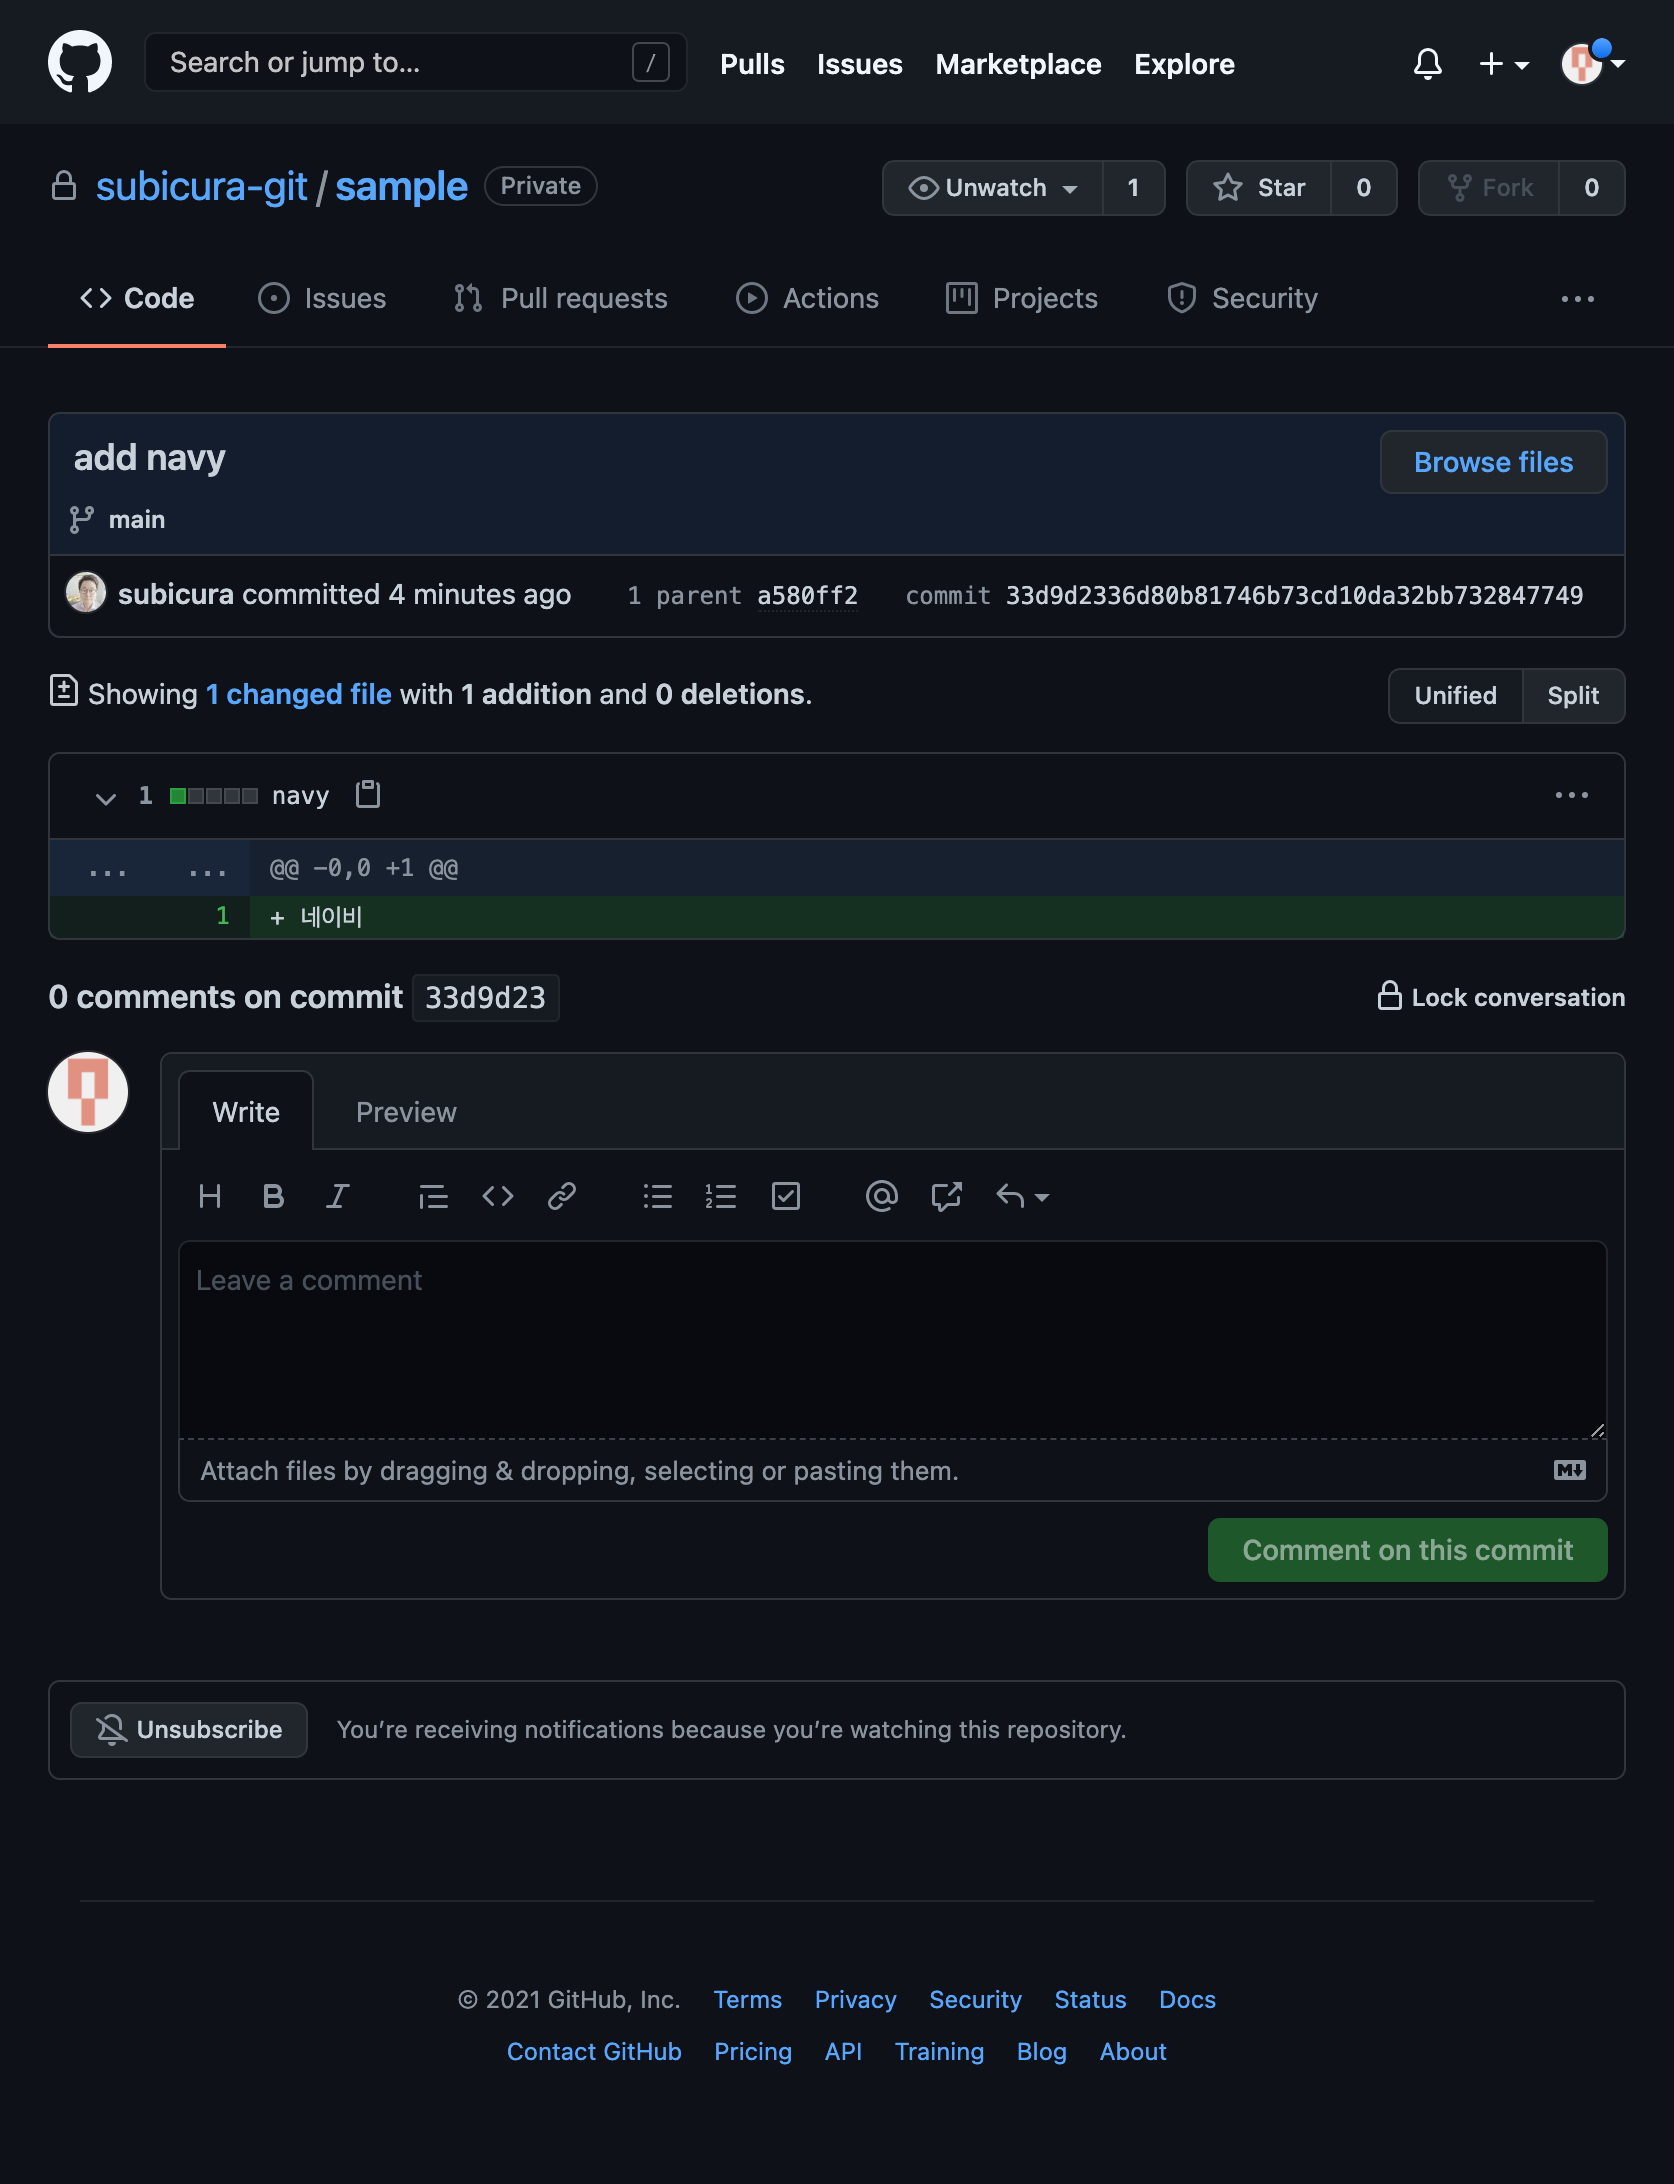 Search or jump to... /
Pulls Issues Marketplace Explore
subicura-git / sample Private
Unwatch 1 Star 0 Fork 0
Code Issues Pull requests Actions Projects Security
add navy
Browse files
main
subicura committed 4 minutes ago 1 parent a580ff2 commit 33d9d2336d80b81746b73cd10da32bb732847749
Showing 1 changed file with 1 addition and 0 deletions.
Unified Split
1 navy
... ... @@ -0,0 +1 @@
1 + 네이비
0 comments on commit 33d9d23
Lock conversation
Write Preview
Leave a comment
Attach files by dragging & dropping, selecting or pasting them.
Comment on this commit
Unsubscribe You’re receiving notifications because you’re watching this repository.
© 2021 GitHub, Inc. Terms Privacy Security Status Docs
Contact GitHub Pricing API Training Blog About